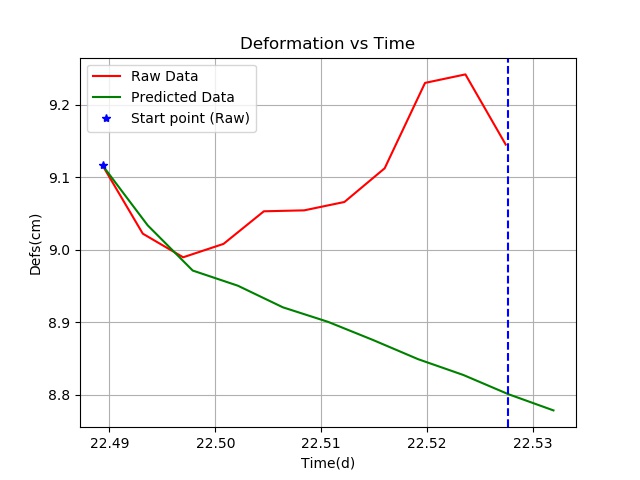 Deformation vs Time
Raw Data
Predicted Data
Start point (Raw)
9.2
9.1
9.0
8.9
8.8
Defs(cm)
22.49 22.50 22.51 22.52 22.53
Time(d)